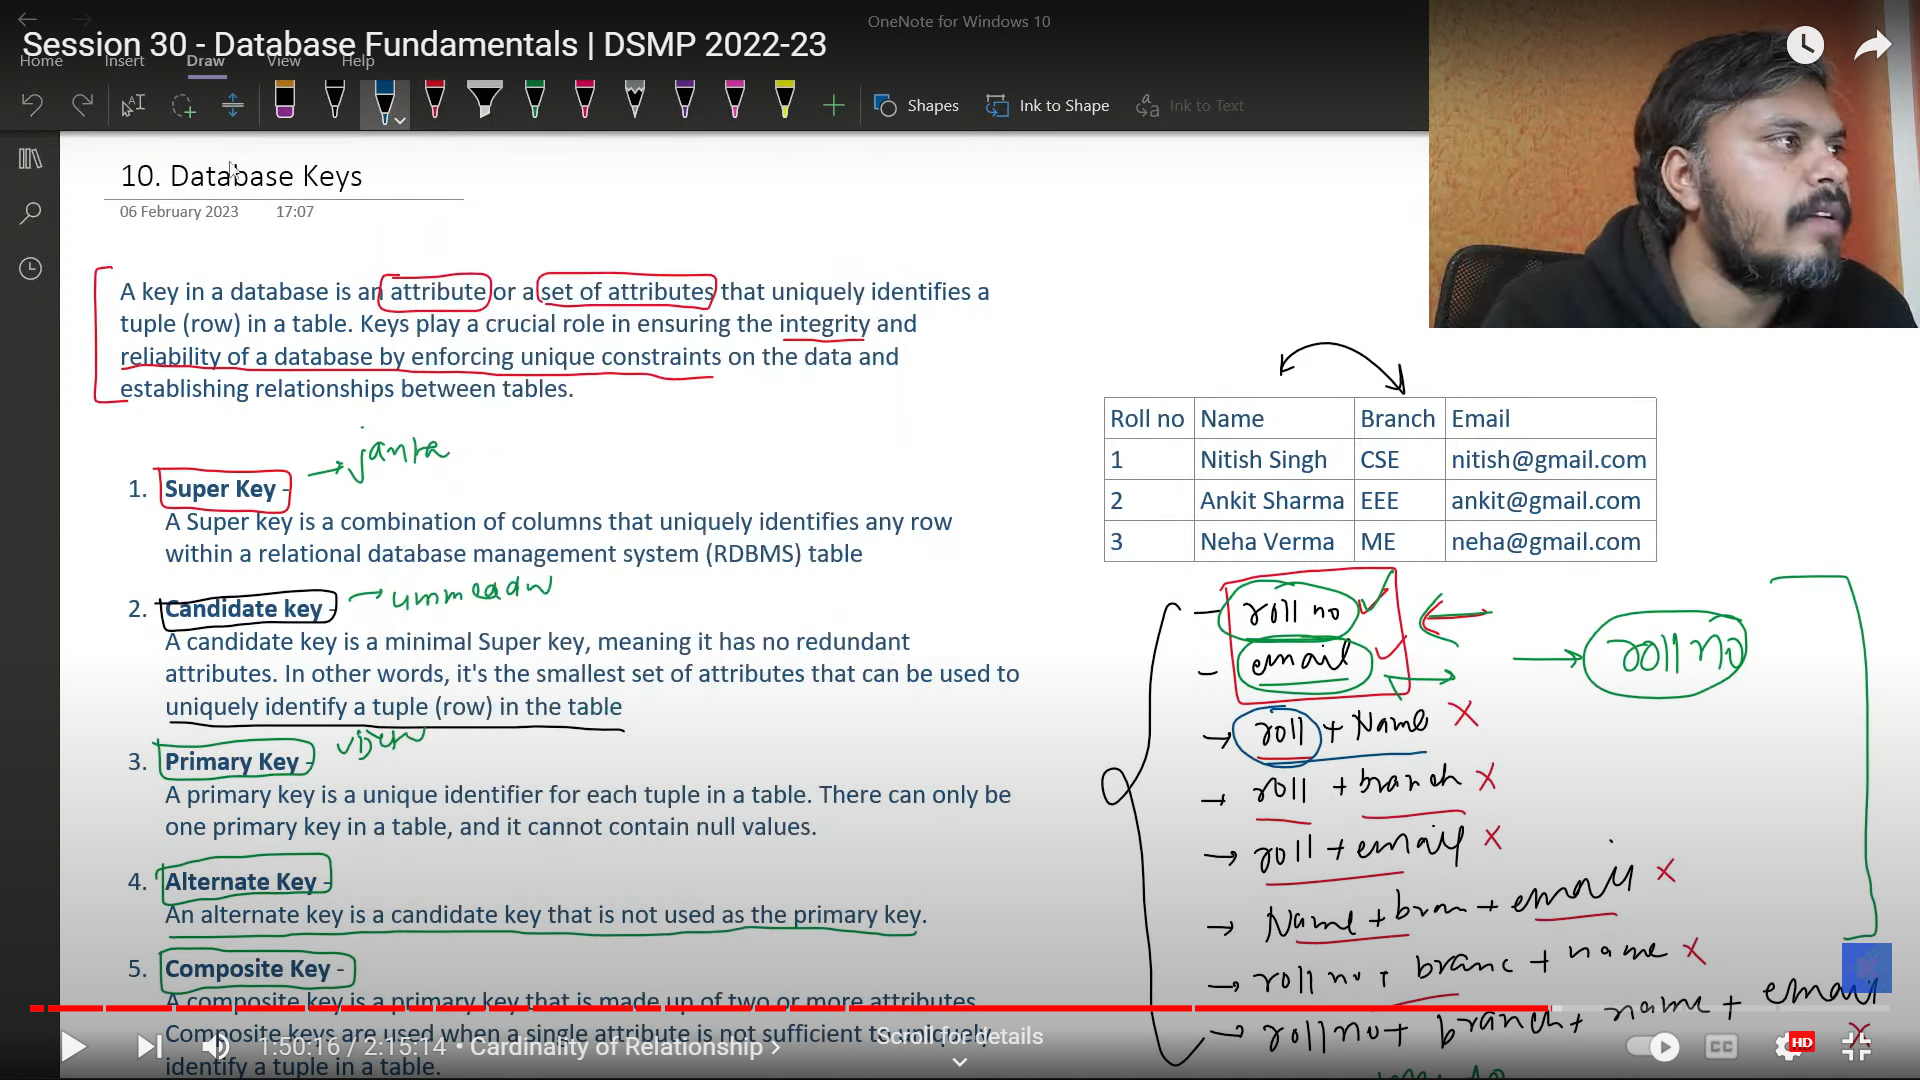 OneNote for Windows 10
Session 30 - Database Fundamentals | DSMP 2022-23
Home Insert Draw View Help
Shapes Ink to Shape Ink to Text
10. Database Keys
06 February 2023 17:07
A key in a database is an attribute or a set of attributes that uniquely identifies a
tuple (row) in a table. Keys play a crucial role in ensuring the integrity and
reliability of a database by enforcing unique constraints on the data and
establishing relationships between tables.
janta
1. Super Key -
A Super key is a combination of columns that uniquely identifies any row
within a relational database management system (RDBMS) table
2. Candidate key -
A candidate key is a minimal Super key, meaning it has no redundant
attributes. In other words, it's the smallest set of attributes that can be used to
uniquely identify a tuple (row) in the table
3. Primary Key -
A primary key is a unique identifier for each tuple in a table. There can only be
one primary key in a table, and it cannot contain null values.
4. Alternate Key -
An alternate key is a candidate key that is not used as the primary key.
5. Composite Key -
A composite key is a primary key that is made up of two or more attributes.
Composite keys are used when a single attribute is not sufficient to uniquely
identify a tuple in a table.
Roll no Name Branch Email
1 Nitish Singh CSE nitish@gmail.com
2 Ankit Sharma EEE ankit@gmail.com
3 Neha Verma ME neha@gmail.com
roll no
email
roll no
roll + Name X
roll + branch X
roll + email X
Name + bran + email X
roll no + branc + name X
roll no + branch + name + email X
Scroll for details
1:50:16 / 2:15:14 • Cardinality of Relationship
CC HD